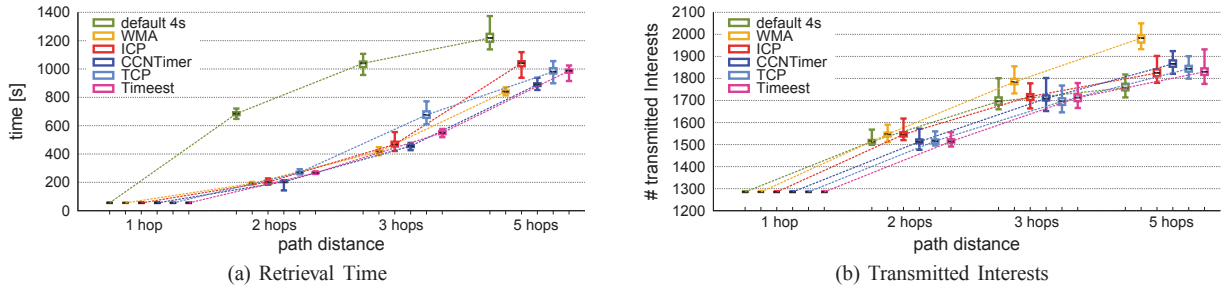 default 4s
WMA
ICP
CCNTimer
TCP
Timeest
1400
1200
1000
800
600
400
200
0
time [s]
1 hop
2 hops
3 hops
5 hops
path distance
(a) Retrieval Time
default 4s
WMA
ICP
CCNTimer
TCP
Timeest
2100
2000
1900
1800
1700
1600
1500
1400
1300
1200
# transmitted Interests
1 hop
2 hops
3 hops
5 hops
path distance
(b) Transmitted Interests